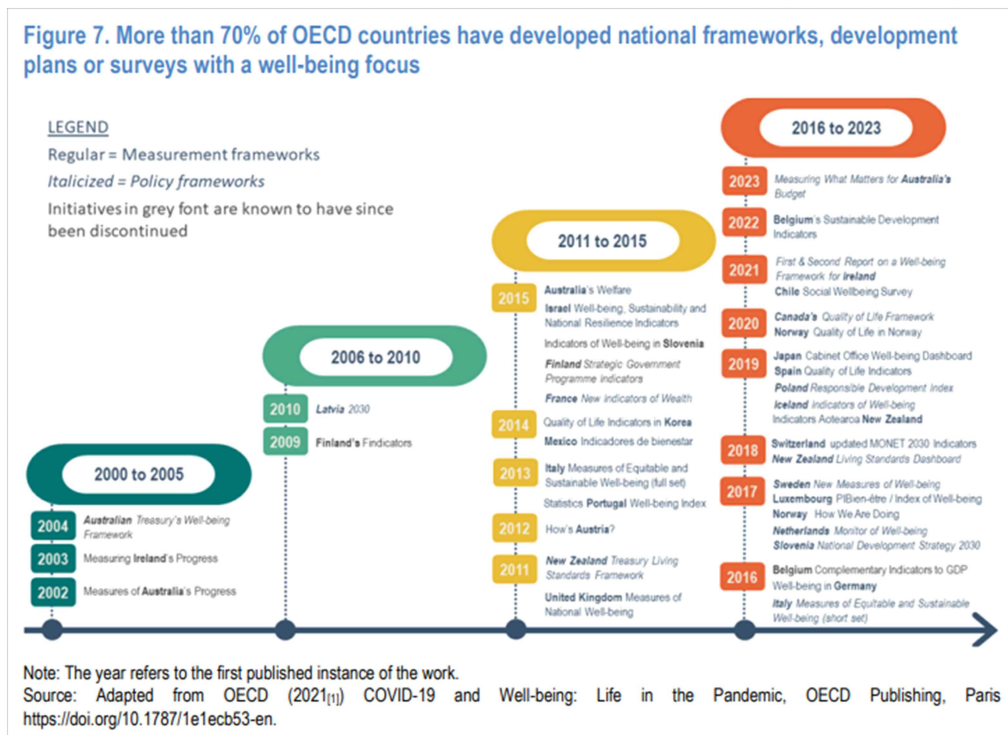 Figure 7. More than 70% of OECD countries have developed national frameworks, development
plans or surveys with a well-being focus
LEGEND
Regular = Measurement frameworks
Italicized = Policy frameworks
Initiatives in grey font are known to have since
been discontinued
2000 to 2005
2004
Australian Treasury's Well-being
Framework
2003
Measuring Ireland's Progress
2002
Measures of Australia's Progress
2006 to 2010
2010
Latvia 2030
2009
Finland's Findicators
2011 to 2015
2015
Australia's Welfare
Israel Well-being, Sustainability and
National Resilience Indicators
Indicators of Well-being in Slovenia
Finland Strategic Government
Programme indicators
France New Indicators of Wealth
2014
Quality of Life Indicators in Korea
Mexico Indicadores de bienestar
2013
Italy Measures of Equitable and
Sustainable Well-being (full set)
Statistics Portugal Well-being Index
2012
How's Austria?
2011
New Zealand Treasury Living
Standards Framework
United Kingdom Measures of
National Well-being
2016 to 2023
2023
Measuring What Matters for Australia's
Budget
2022
Belgium's Sustainable Development
Indicators
2021
First & Second Report on a Well-being
Framework for Ireland
Chile Social Wellbeing Survey
2020
Canada's Quality of Life Framework
Norway Quality of Life in Norway
2019
Japan Cabinet Office Well-being Dashboard
Spain Quality of Life Indicators
Poland Responsible Development Index
Iceland Indicators of Well-being
Indicators Aotearoa New Zealand
2018
Switzerland updated MONET 2030 Indicators
New Zealand Living Standards Dashboard
2017
Sweden New Measures of Well-being
Luxembourg PIBien-être / Index of Well-being
Norway How We Are Doing
Netherlands Monitor of Well-being
Slovenia National Development Strategy 2030
2016
Belgium Complementary Indicators to GDP
Well-being in Germany
Italy Measures of Equitable and Sustainable
Well-being (short set)
Note: The year refers to the first published instance of the work.
Source: Adapted from OECD (2021[1]) COVID-19 and Well-being: Life in the Pandemic, OECD Publishing, Paris
https://doi.org/10.1787/1e1ecb53-en.